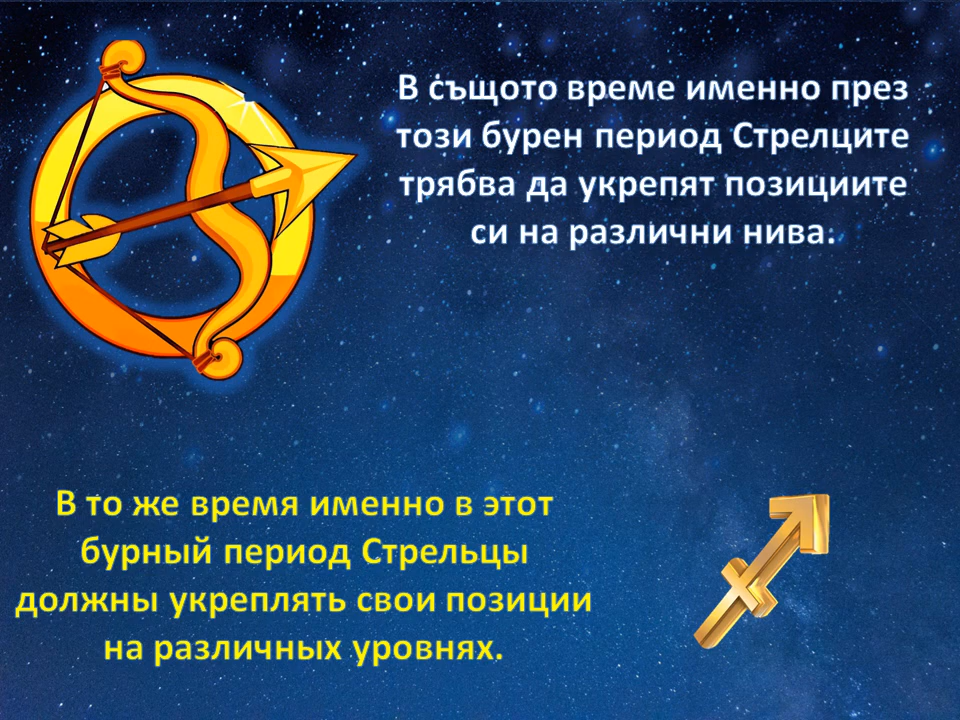 В същото време именно през
този бурен период Стрелците
трябва да укрепят позициите
си на различни нива.
В то же время именно в этот
бурный период Стрельцы
должны укреплять свои позиции
на различных уровнях.